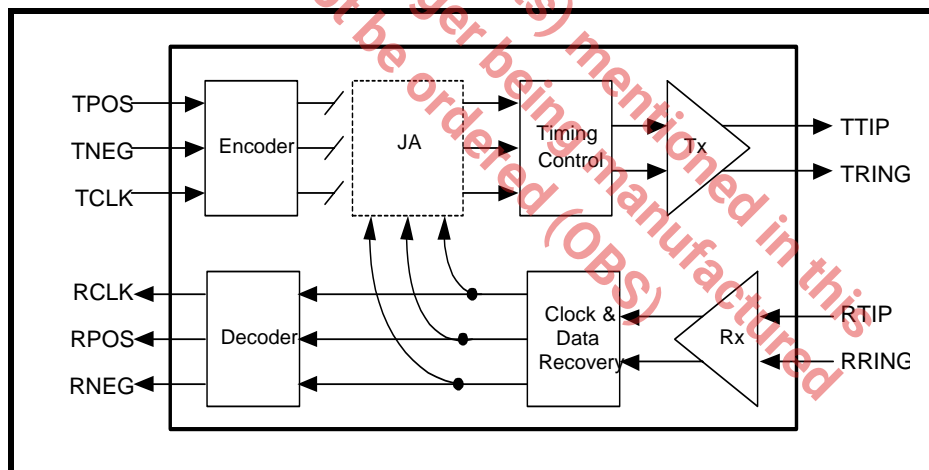 TPOS
TNEG
TCLK
Encoder
JA
Timing
Control
Tx
TTIP
TRING
RCLK
RPOS
RNEG
Decoder
Clock &
Data
Recovery
Rx
RTIP
RRING
mentioned in this
ger being manufactured
t be ordered (OBS)